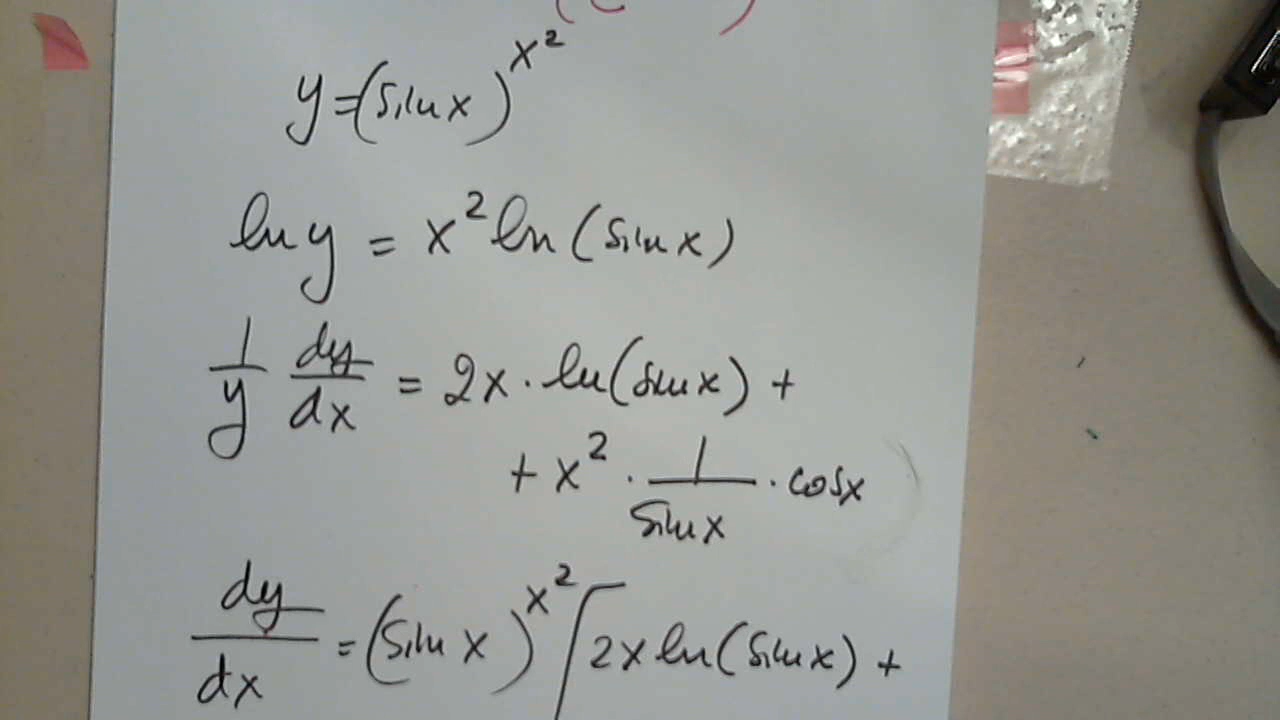 y=(sin x)^x²
ln y = x² ln (sin x)
1/y dy/dx = 2x · ln(sin x) +
+ x² · 1/sin x · cos x
dy/dx = (sin x)^x² [2x ln(sin x) +